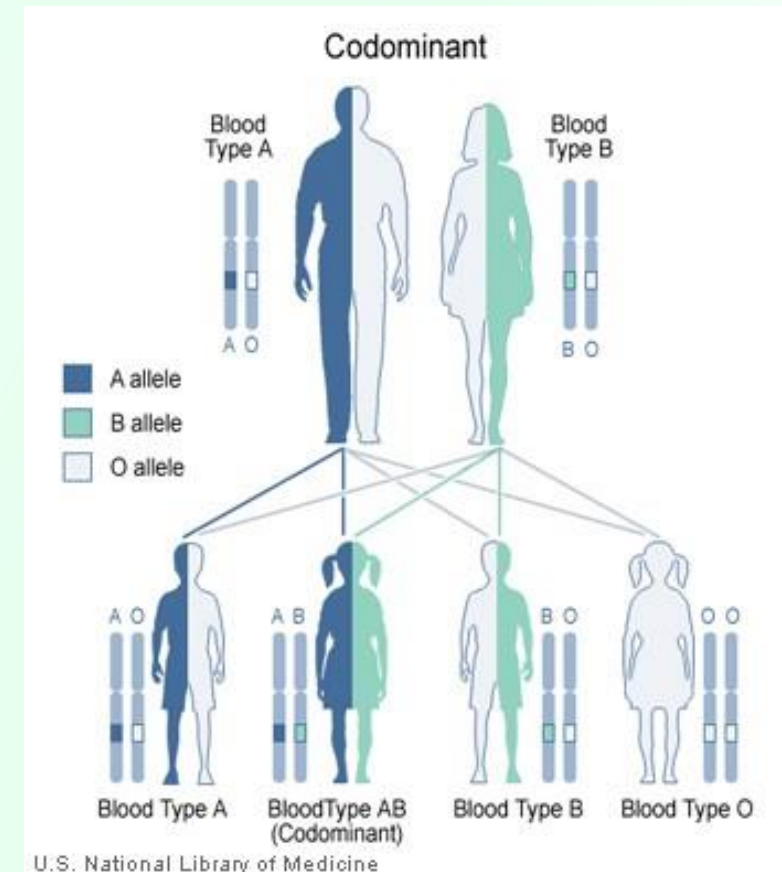 Codominant
Blood
Type A
Blood
Type B
A O
B O
A allele
B allele
O allele
A O
A B
B O
O O
Blood Type A
BloodType AB
(Codominant)
Blood Type B
Blood Type O
U.S. National Library of Medicine